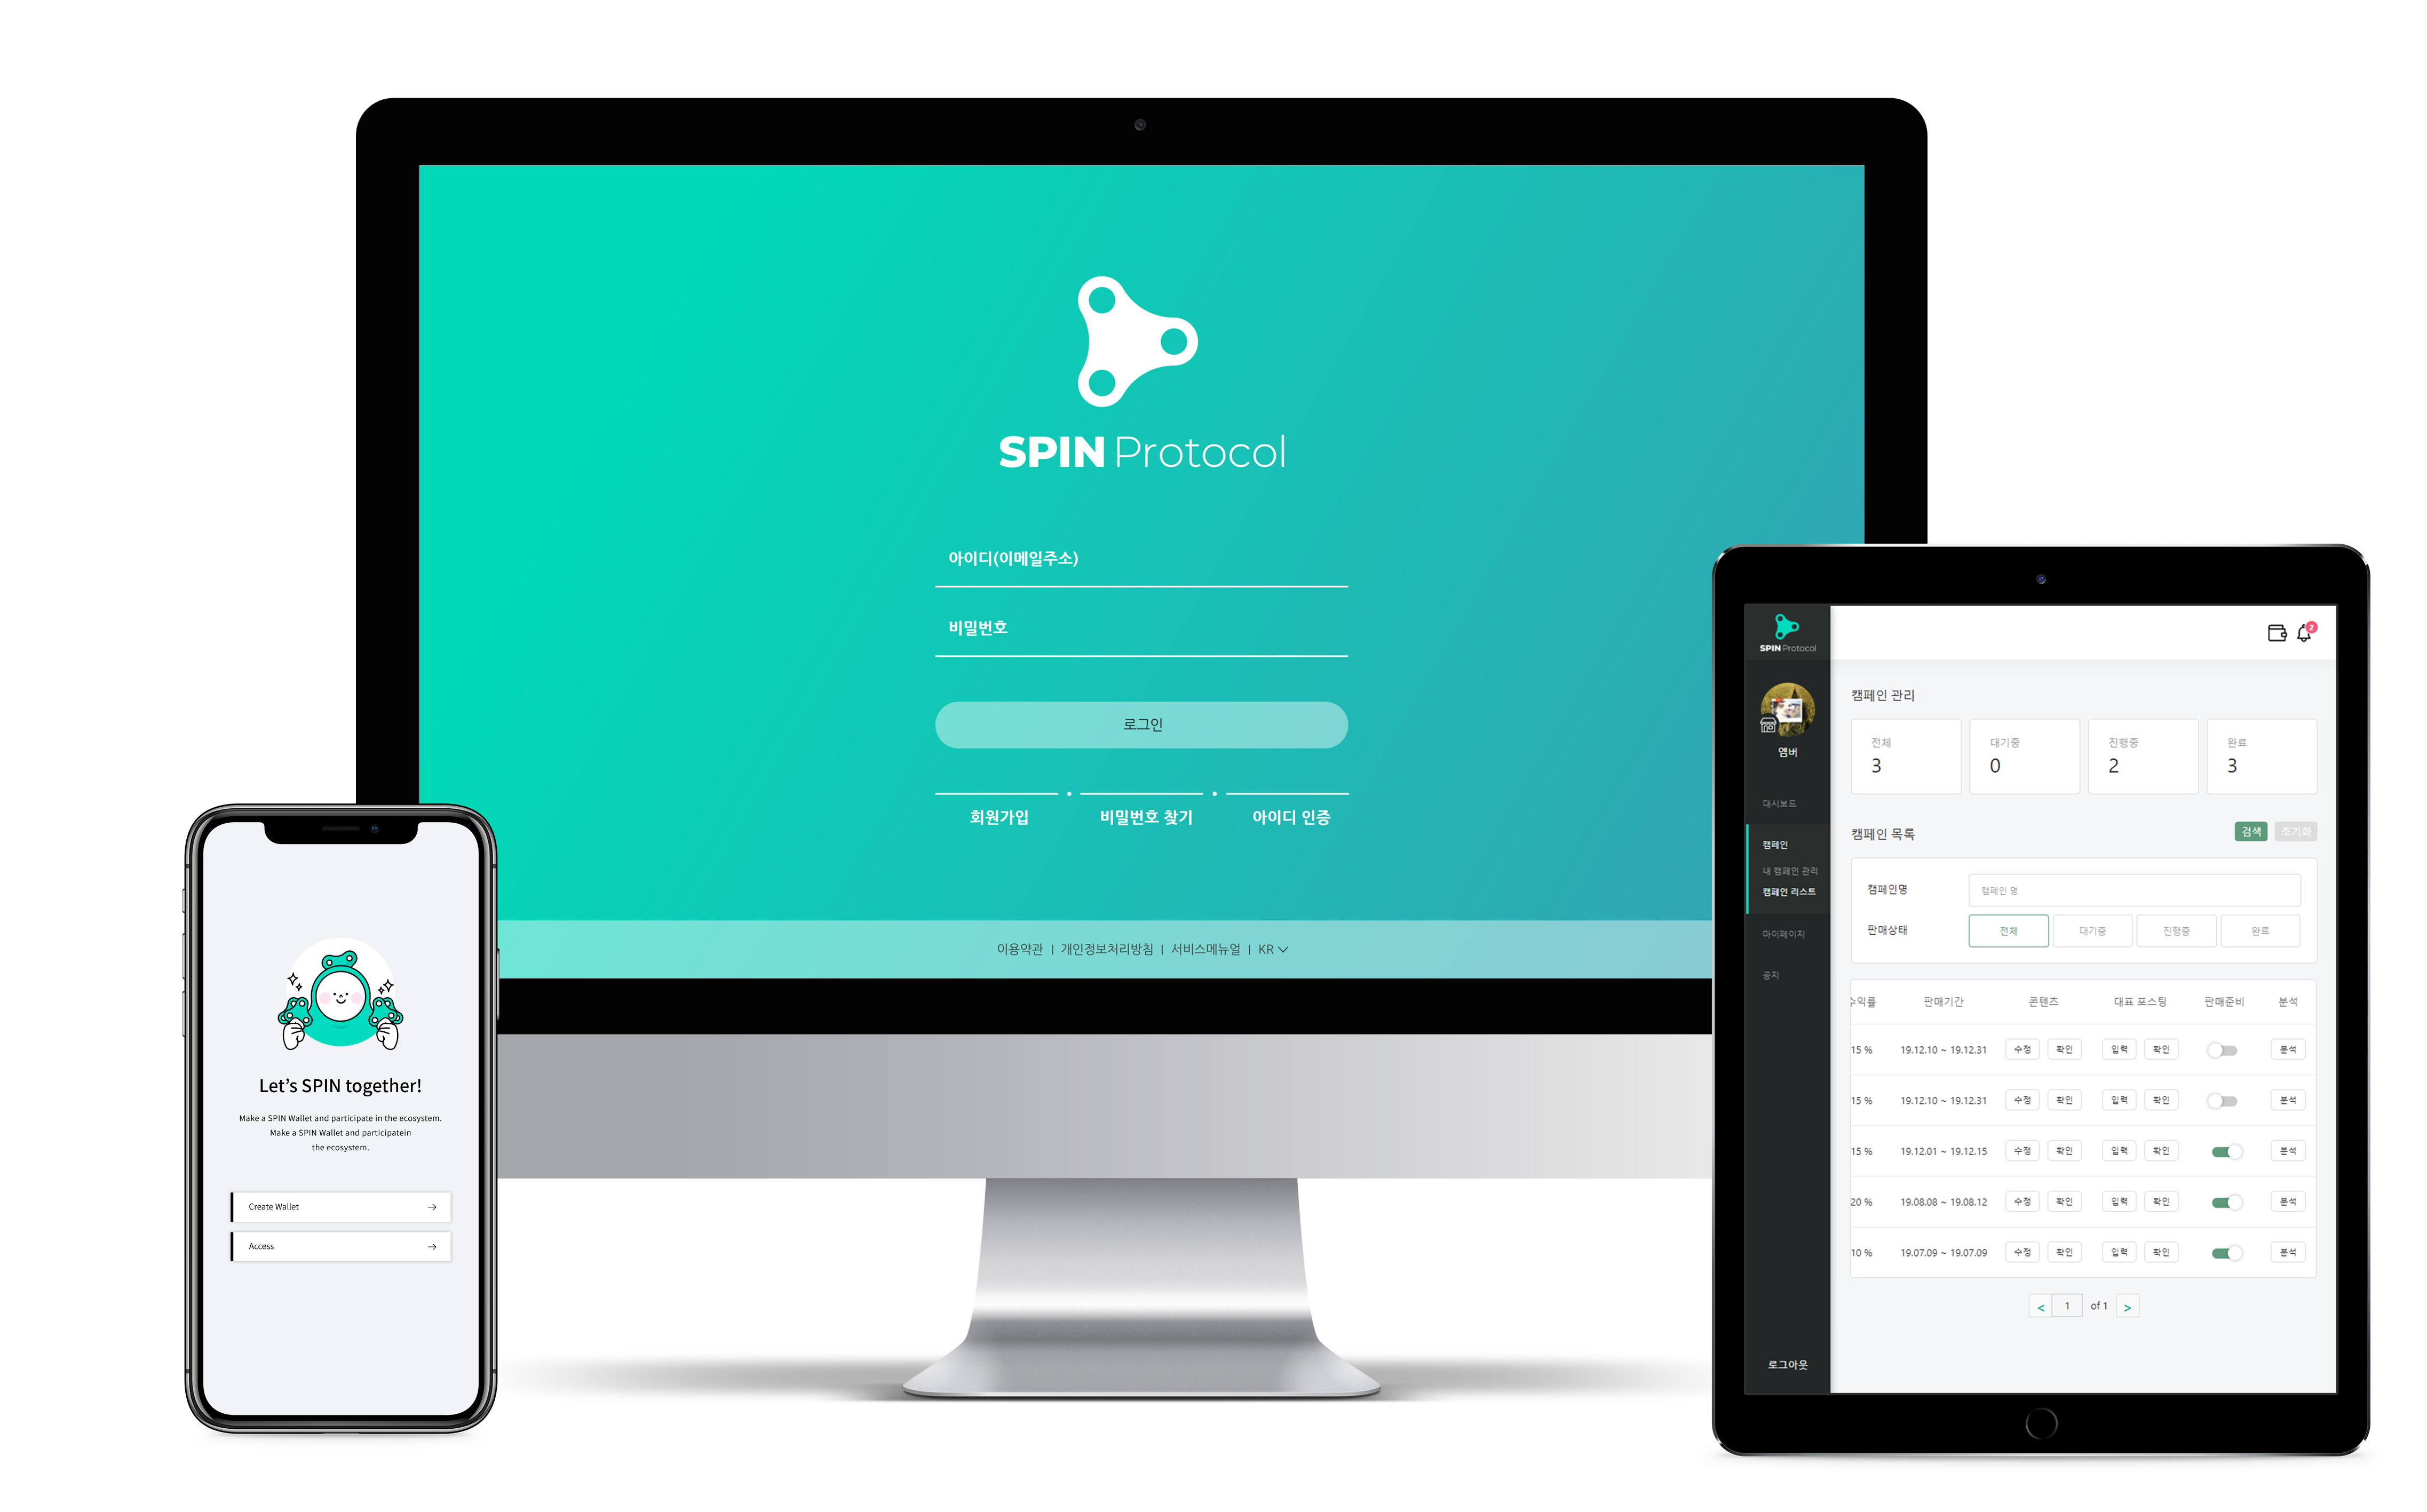 SPIN Protocol
아이디(이메일주소)
비밀번호
로그인
회원가입 비밀번호 찾기 아이디 인증
이용약관 | 개인정보처리방침 | 서비스메뉴얼 | KR
Let's SPIN together!
Make a SPIN Wallet and participate in the ecosystem.
Make a SPIN Wallet and participatein
the ecosystem.
Create Wallet →
Access →
SPIN Protocol
2
엠버
대시보드
캠페인
내 캠페인 관리
캠페인 리스트
마이페이지
공지
로그아웃
캠페인 관리
전체 대기중 진행중 완료
3 0 2 3
캠페인 목록 검색 초기화
캠페인명 캠페인 명
판매상태 전체 대기중 진행중 완료
수익률 판매기간 콘텐츠 대표 포스팅 판매준비 분석
15 % 19.12.10 ~ 19.12.31 수정 확인 입력 확인 분석
15 % 19.12.10 ~ 19.12.31 수정 확인 입력 확인 분석
15 % 19.12.01 ~ 19.12.15 수정 확인 입력 확인 분석
20 % 19.08.08 ~ 19.08.12 수정 확인 입력 확인 분석
10 % 19.07.09 ~ 19.07.09 수정 확인 입력 확인 분석
< 1 of 1 >